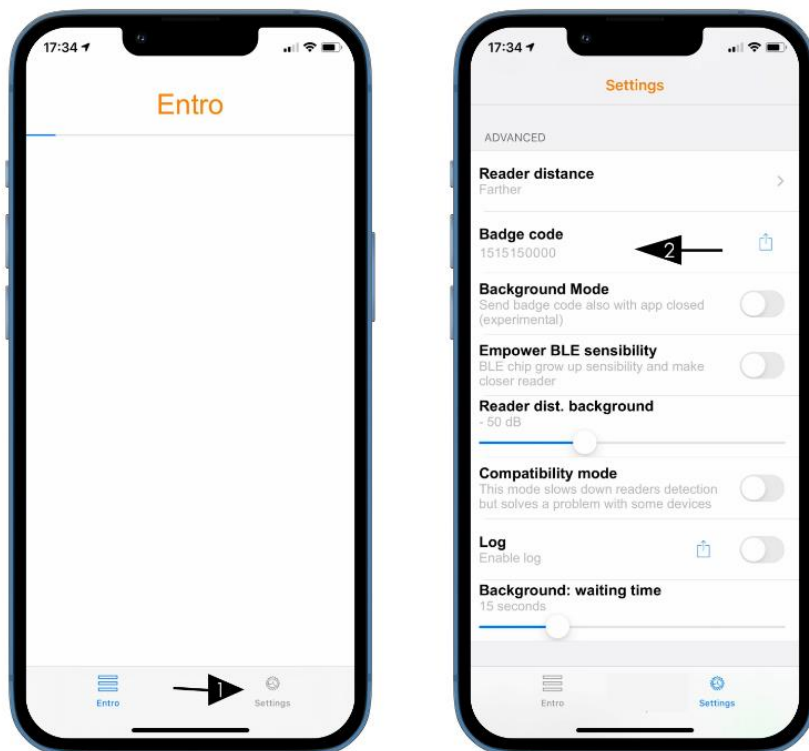 17:34
Entro
1
Entro
Settings
17:34
Settings
ADVANCED
Reader distance
Farther
Badge code
1515150000
2
Background Mode
Send badge code also with app closed
(experimental)
Empower BLE sensibility
BLE chip grow up sensibility and make
closer reader
Reader dist. background
- 50 dB
Compatibility mode
This mode slows down readers detection
but solves a problem with some devices
Log
Enable log
Background: waiting time
15 seconds
Entro
Settings